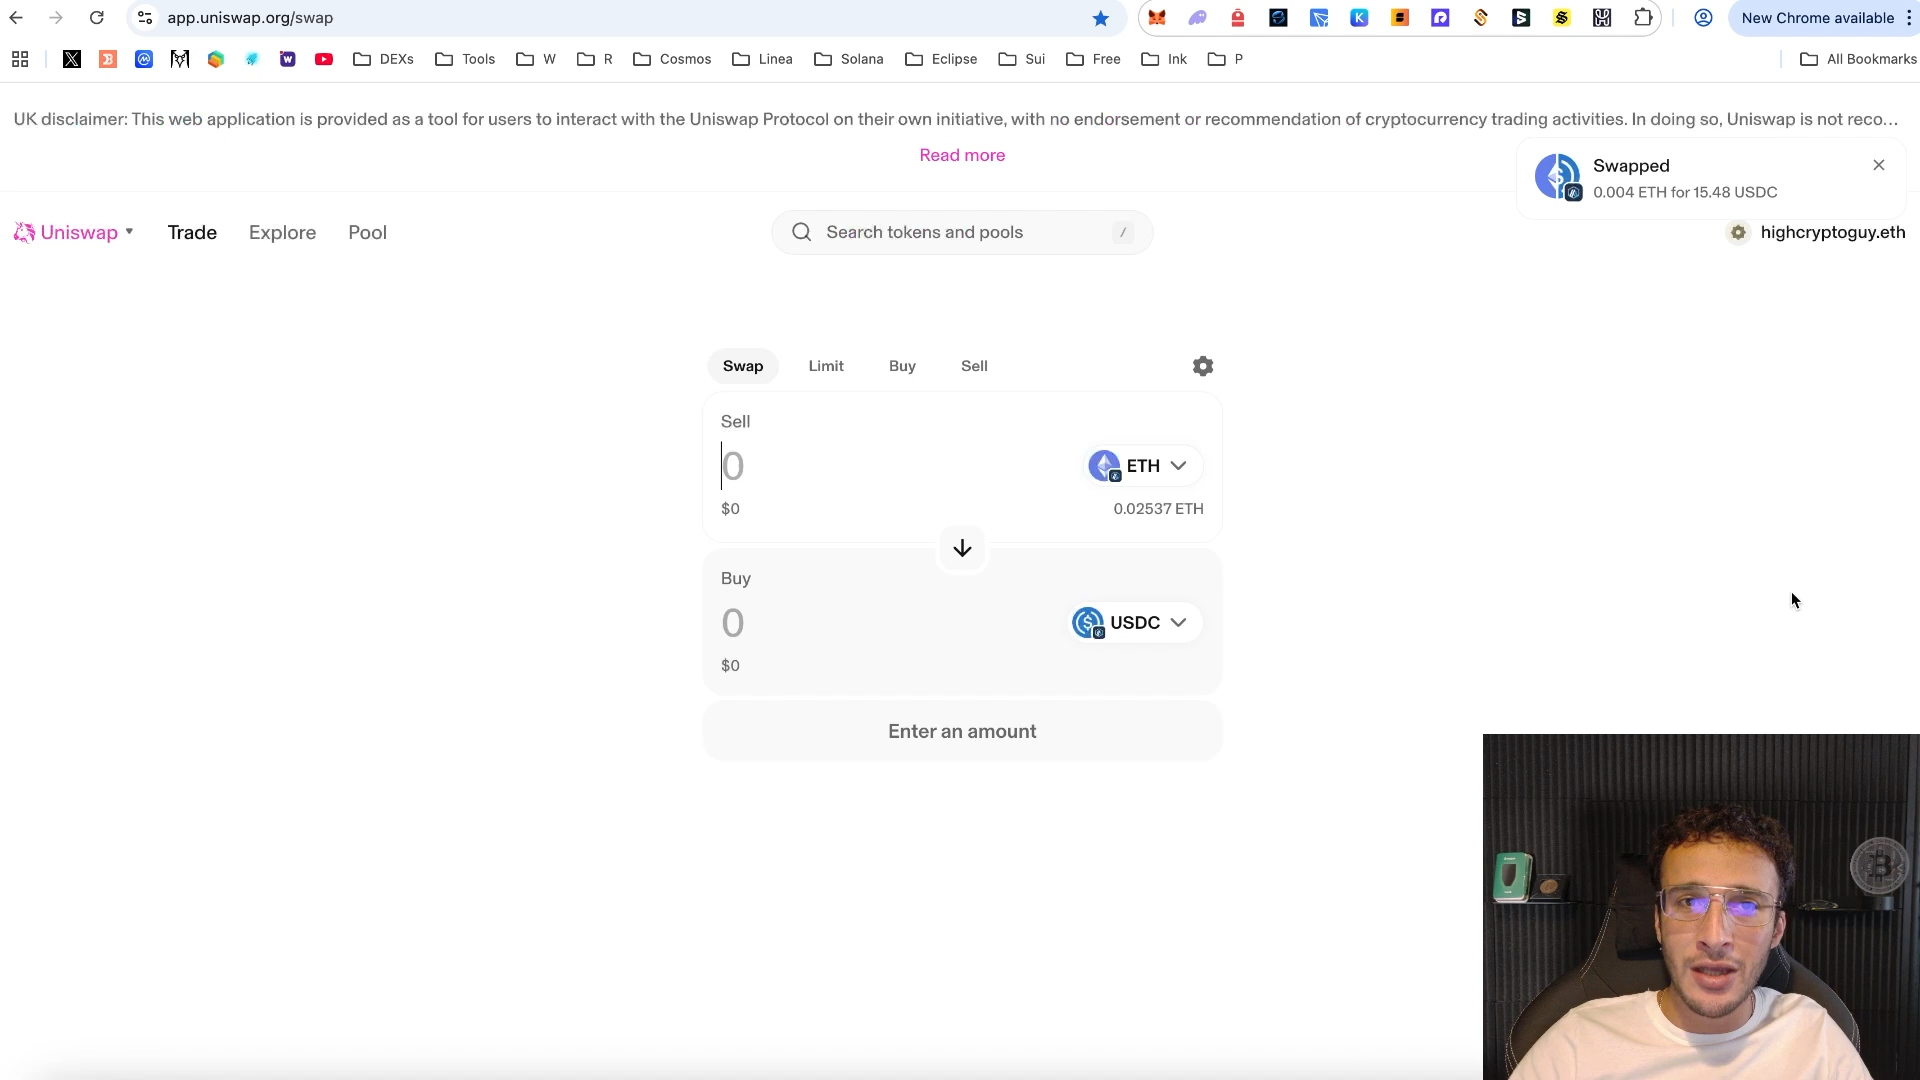 app.uniswap.org/swap
New Chrome available
DEXs
Tools
W
R
Cosmos
Linea
Solana
Eclipse
Sui
Free
Ink
P
All Bookmarks
UK disclaimer: This web application is provided as a tool for users to interact with the Uniswap Protocol on their own initiative, with no endorsement or recommendation of cryptocurrency trading activities. In doing so, Uniswap is not reco...
Read more
Swapped
0.004 ETH for 15.48 USDC
Uniswap
Trade
Explore
Pool
Search tokens and pools
/
highcryptoguy.eth
Swap
Limit
Buy
Sell
Sell
0
ETH
$0
0.02537 ETH
Buy
0
USDC
$0
Enter an amount